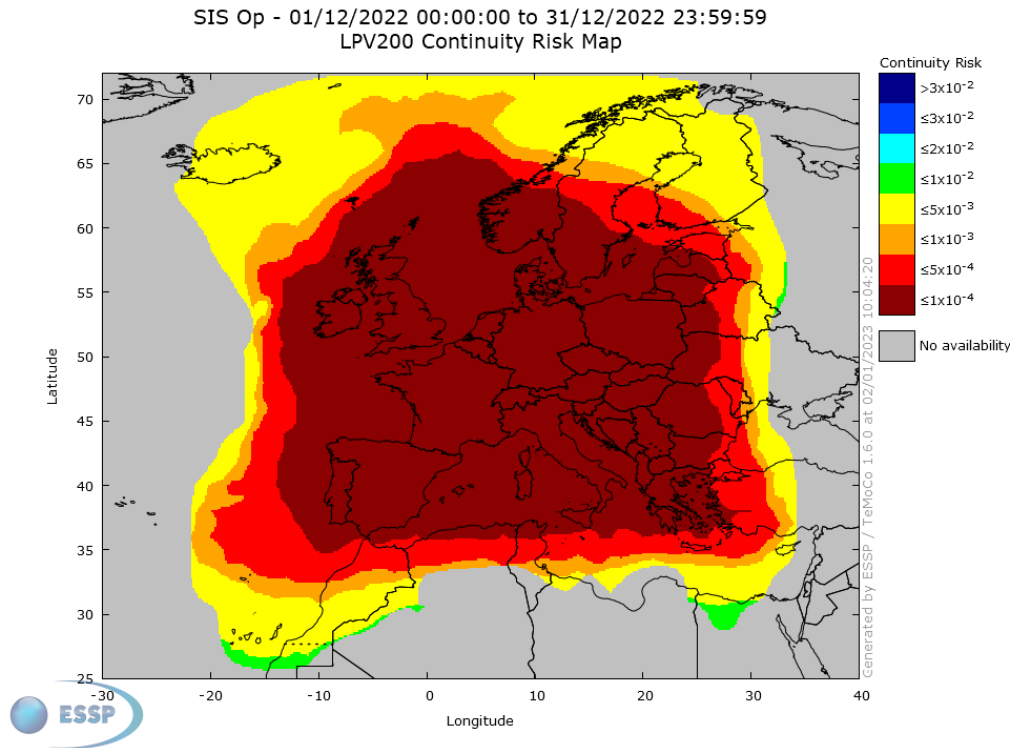 SIS Op - 01/12/2022 00:00:00 to 31/12/2022 23:59:59
LPV200 Continuity Risk Map
Continuity Risk
>3x10⁻²
≤3x10⁻²
≤2x10⁻²
≤1x10⁻²
≤5x10⁻³
≤1x10⁻³
≤5x10⁻⁴
≤1x10⁻⁴
No availability
Latitude
70
65
60
55
50
45
40
35
30
25
-30
-20
-10
0
10
20
30
40
Longitude
Generated by ESSP / TeMoCo 1.6.0 at 02/01/2023 10:04:20
ESSP